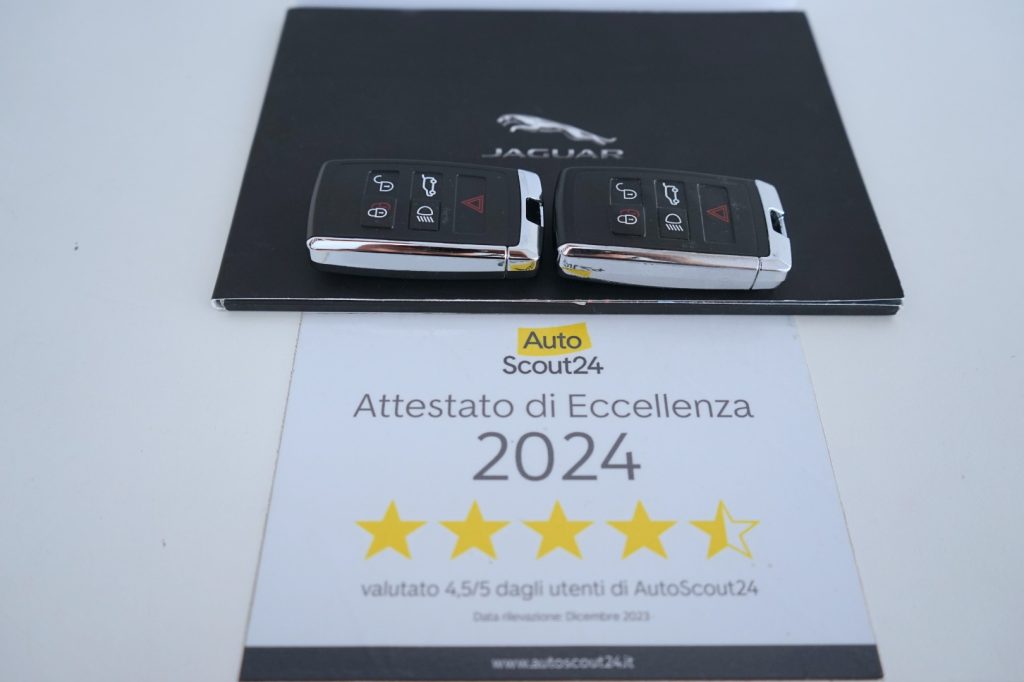 JAGUAR
Auto
Scout24
Attestato di Eccellenza
2024
valutato 4,5/5 dagli utenti di AutoScout24
Data rilevazione: Dicembre 2023
www.autoscout24.it